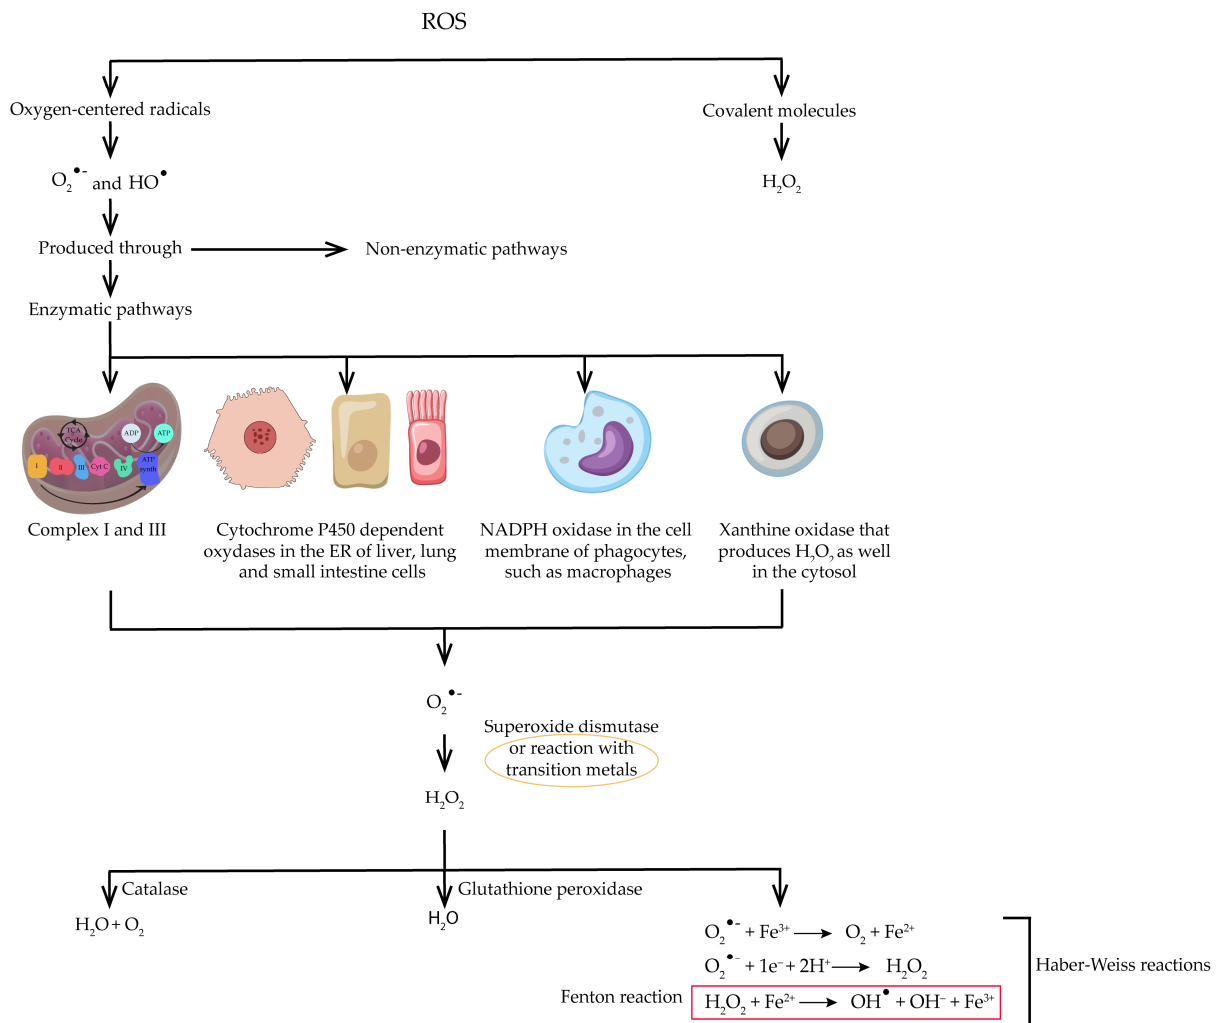 ROS
Oxygen-centered radicals
Covalent molecules
O₂•- and HO•
H₂O₂
Produced through
Non-enzymatic pathways
Enzymatic pathways
TCA
Cycle
ADP
ATP
I
II
III
Cyt C
IV
ATP
synth
Complex I and III
Cytochrome P450 dependent
oxydases in the ER of liver, lung
and small intestine cells
NADPH oxidase in the cell
membrane of phagocytes,
such as macrophages
Xanthine oxidase that
produces H₂O₂ as well
in the cytosol
O₂•-
Superoxide dismutase
or reaction with
transition metals
H₂O₂
Catalase
Glutathione peroxidase
H₂O + O₂
H₂O
O₂•- + Fe³⁺ → O₂ + Fe²⁺
O₂•- + 1e⁻ + 2H⁺ → H₂O₂
Haber-Weiss reactions
Fenton reaction
H₂O₂ + Fe²⁺ → OH• + OH⁻ + Fe³⁺